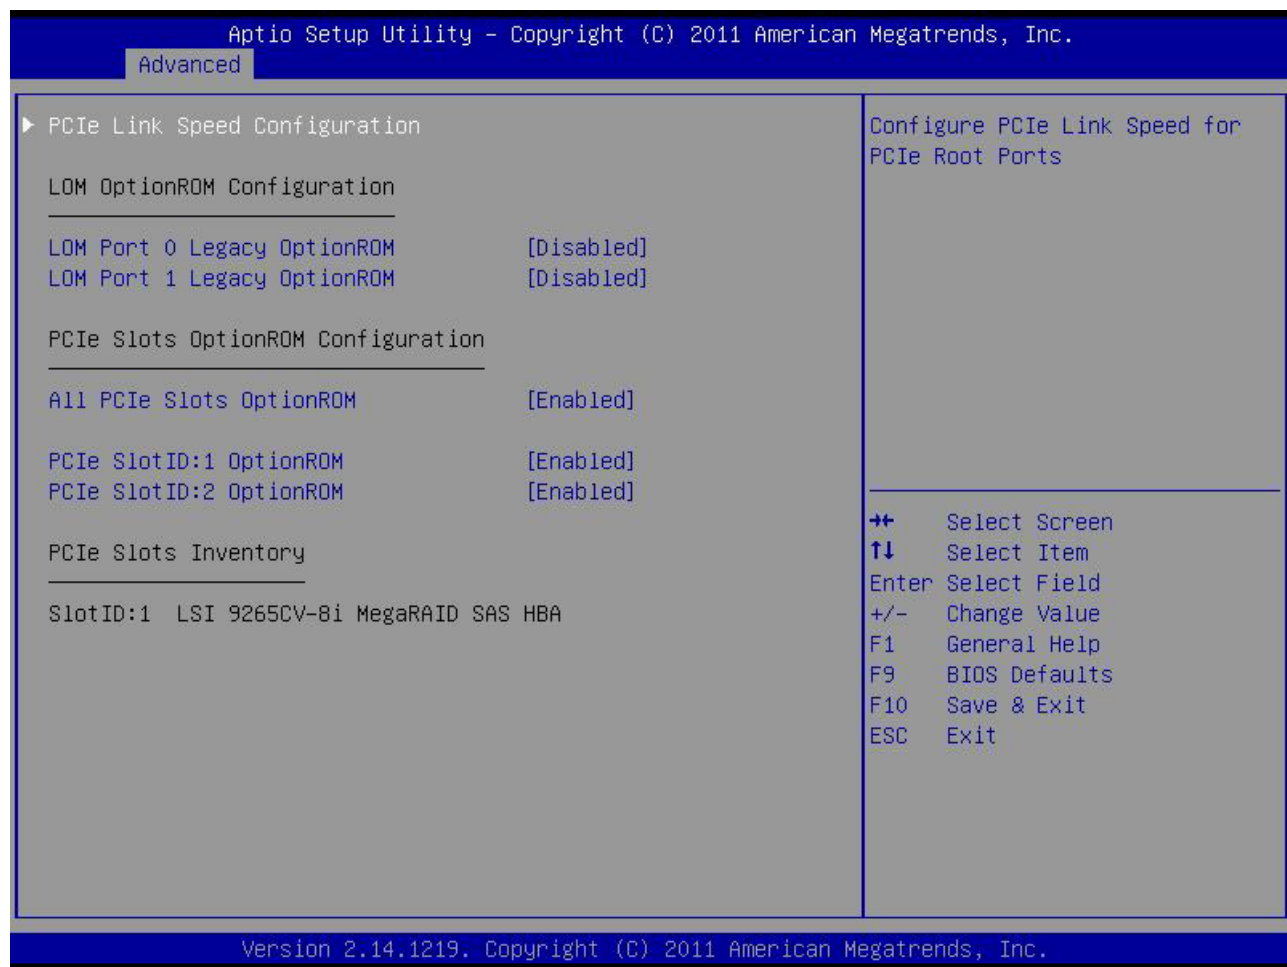 Aptio Setup Utility – Copyright (C) 2011 American Megatrends, Inc.
Advanced
PCIe Link Speed Configuration
LOM OptionROM Configuration
LOM Port 0 Legacy OptionROM [Disabled]
LOM Port 1 Legacy OptionROM [Disabled]
PCIe Slots OptionROM Configuration
All PCIe Slots OptionROM [Enabled]
PCIe SlotID:1 OptionROM [Enabled]
PCIe SlotID:2 OptionROM [Enabled]
PCIe Slots Inventory
SlotID:1 LSI 9265CV-8i MegaRAID SAS HBA
Configure PCIe Link Speed for
PCIe Root Ports
→← Select Screen
↑↓ Select Item
Enter Select Field
+/- Change Value
F1 General Help
F9 BIOS Defaults
F10 Save & Exit
ESC Exit
Version 2.14.1219. Copyright (C) 2011 American Megatrends, Inc.